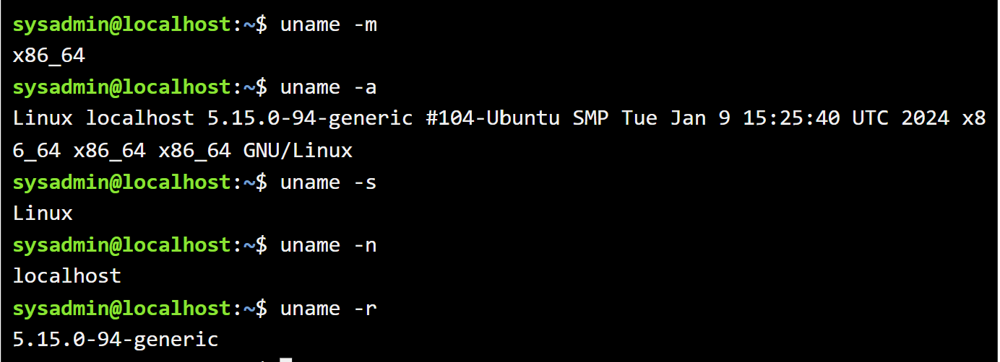 sysadmin@localhost:~$ uname -m
x86_64
sysadmin@localhost:~$ uname -a
Linux localhost 5.15.0-94-generic #104-Ubuntu SMP Tue Jan 9 15:25:40 UTC 2024 x8
6_64 x86_64 x86_64 GNU/Linux
sysadmin@localhost:~$ uname -s
Linux
sysadmin@localhost:~$ uname -n
localhost
sysadmin@localhost:~$ uname -r
5.15.0-94-generic